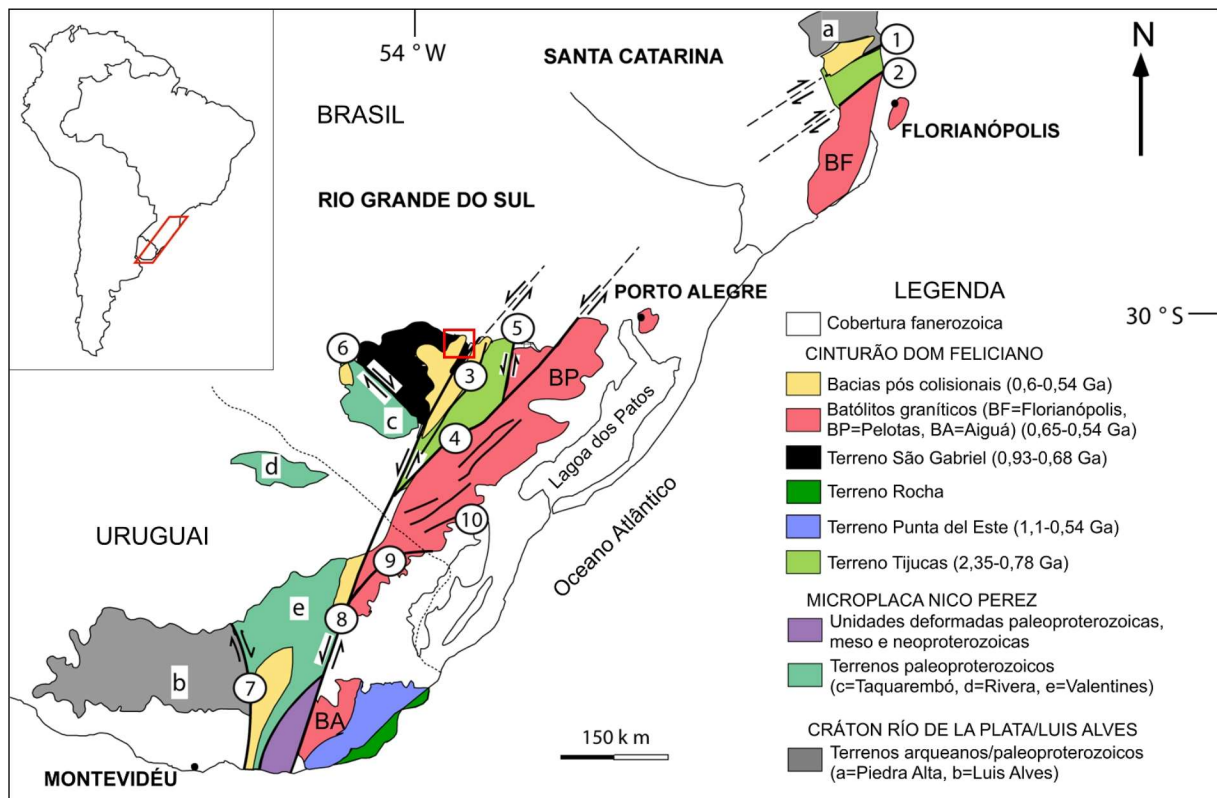 54 ° W
a
1
2
N
SANTA CATARINA
BRASIL
FLORIANÓPOLIS
BF
RIO GRANDE DO SUL
PORTO ALEGRE
30 ° S
6
5
3
BP
c
4
d
Lagoa dos Patos
10
URUGUAI
9
Oceano Atlântico
e
8
b
7
BA
150 k m
MONTEVIDÉU
LEGENDA
Cobertura fanerozoica
CINTURÃO DOM FELICIANO
Bacias pós colisionais (0,6-0,54 Ga)
Batólitos graníticos (BF=Florianópolis,
BP=Pelotas, BA=Aiguá) (0,65-0,54 Ga)
Terreno São Gabriel (0,93-0,68 Ga)
Terreno Rocha
Terreno Punta del Este (1,1-0,54 Ga)
Terreno Tijucas (2,35-0,78 Ga)
MICROPLACA NICO PEREZ
Unidades deformadas paleoproterozoicas,
meso e neoproterozoicas
Terrenos paleoproterozoicos
(c=Taquarembó, d=Rivera, e=Valentines)
CRÁTON RÍO DE LA PLATA/LUIS ALVES
Terrenos arqueanos/paleoproterozoicos
(a=Piedra Alta, b=Luis Alves)